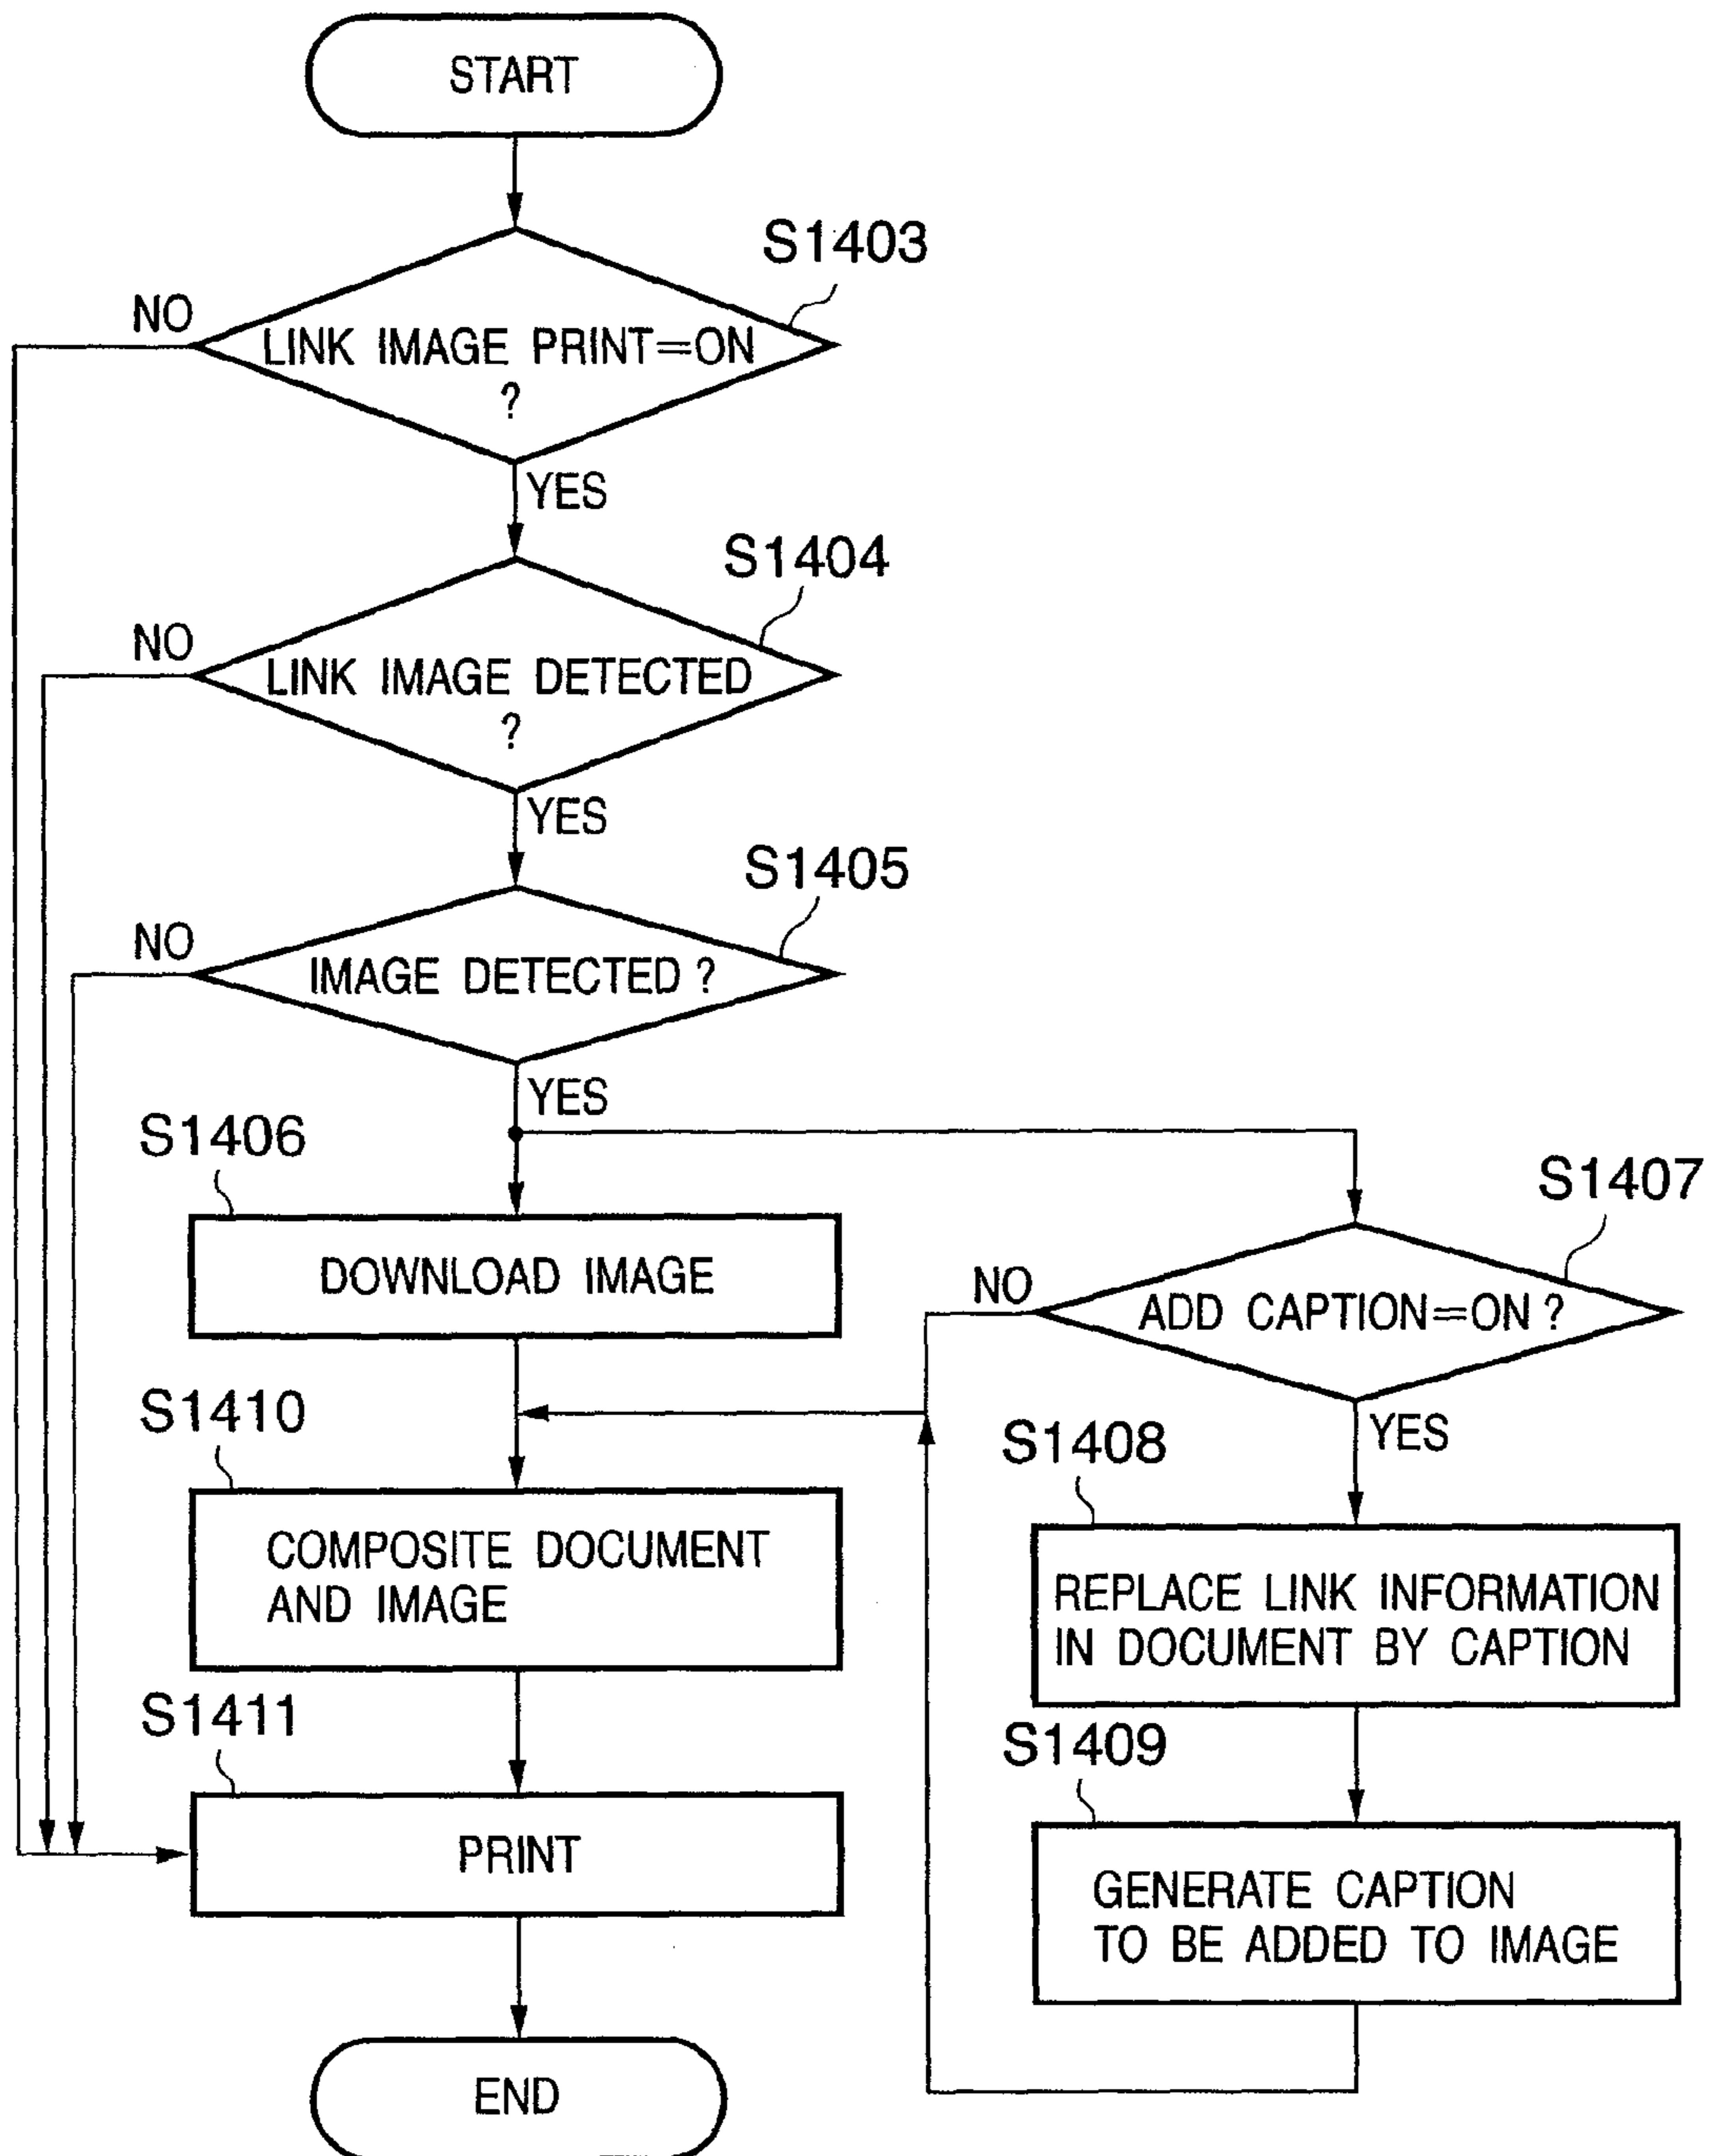 START
S1403
NO
LINK IMAGE PRINT=ON
?
YES
S1404
NO
LINK IMAGE DETECTED
?
YES
S1405
NO
IMAGE DETECTED ?
YES
S1406
DOWNLOAD IMAGE
S1407
NO
ADD CAPTION=ON ?
YES
S1410
COMPOSITE DOCUMENT
AND IMAGE
S1408
REPLACE LINK INFORMATION
IN DOCUMENT BY CAPTION
S1411
PRINT
S1409
GENERATE CAPTION
TO BE ADDED TO IMAGE
END